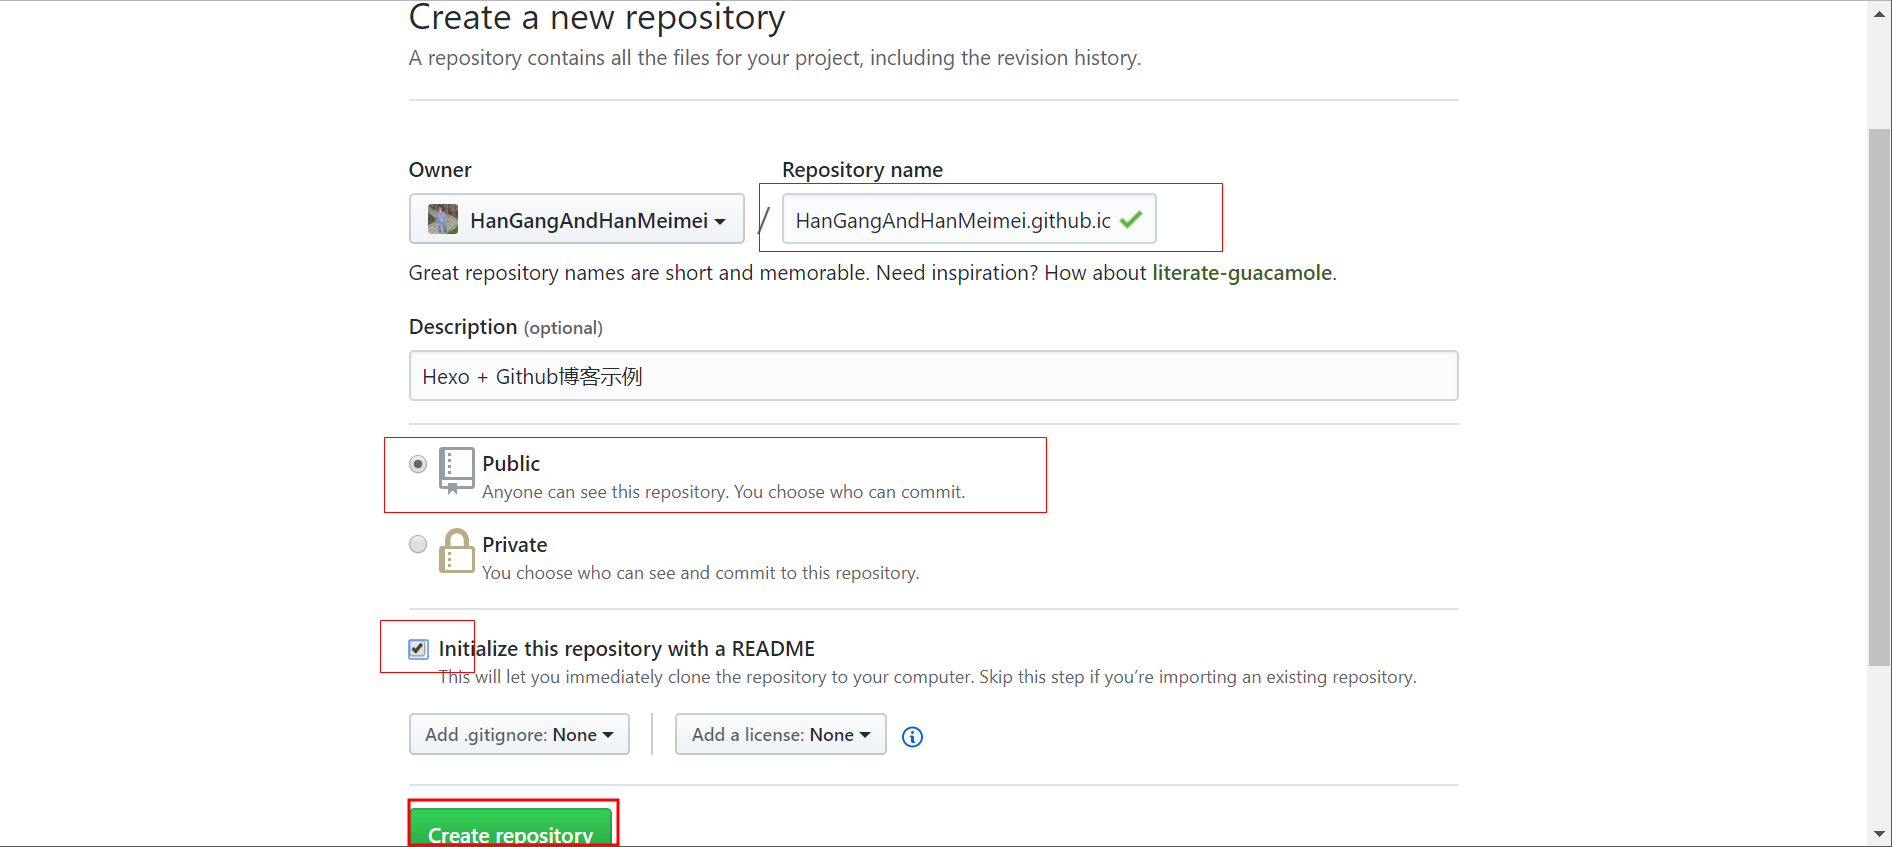 Create a new repository
A repository contains all the files for your project, including the revision history.
Owner
Repository name
HanGangAndHanMeimei
/
HanGangAndHanMeimei.github.ic
Great repository names are short and memorable. Need inspiration? How about literate-guacamole.
Description (optional)
Hexo + Github博客示例
Public
Anyone can see this repository. You choose who can commit.
Private
You choose who can see and commit to this repository.
Initialize this repository with a README
This will let you immediately clone the repository to your computer. Skip this step if you’re importing an existing repository.
Add .gitignore: None
Add a license: None
Create repository